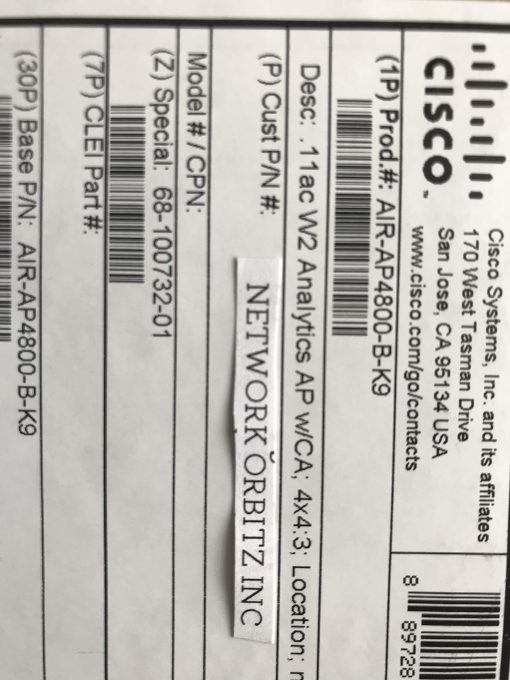 CISCO
Cisco Systems, Inc. and its affiliates
170 West Tasman Drive
San Jose, CA 95134 USA
www.cisco.com/go/contacts
8 89728
(1P) Prod.#: AIR-AP4800-B-K9
Desc: .11ac W2 Analytics AP w/CA; 4x4:3; Location;
(P) Cust P/N #:
NETWORK ORBITZ INC
Model # / CPN:
(Z) Special: 68-100732-01
(7P) CLEI Part #:
(30P) Base P/N: AIR-AP4800-B-K9